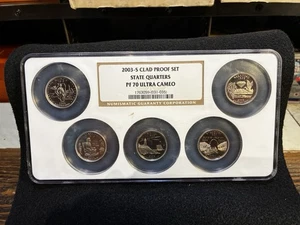 2003-S CLAD PROOF SET
STATE QUARTERS
PF 70 ULTRA CAMEO
NUMISMATIC GUARANTY CORPORATION